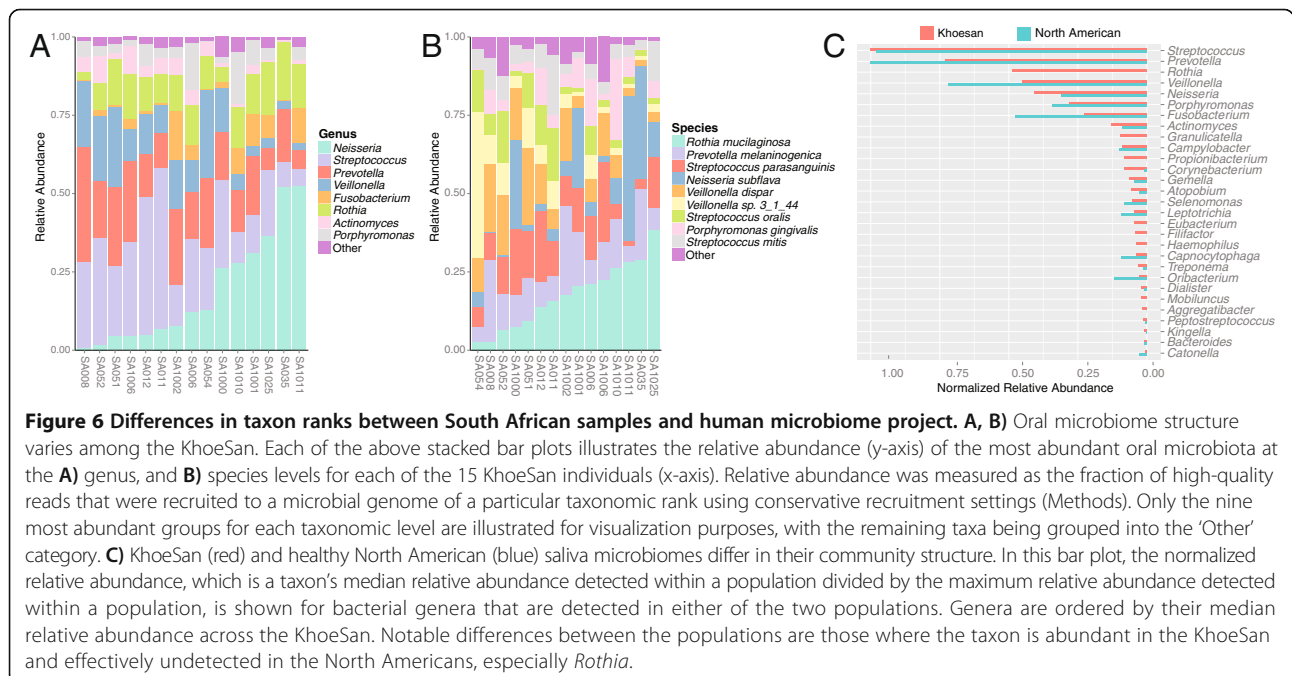 A
B
C
Khoesan
North American
Relative Abundance
1.00
0.75
0.50
0.25
0.00
SA008
SA052
SA051
SA1006
SA012
SA011
SA1002
SA006
SA054
SA1000
SA1010
SA1001
SA1025
SA035
SA1011
Genus
Neisseria
Streptococcus
Prevotella
Veillonella
Fusobacterium
Rothia
Actinomyces
Porphyromonas
Other
Relative Abundance
1.00
0.75
0.50
0.25
0.00
SA054
SA008
SA052
SA1000
SA051
SA012
SA011
SA1002
SA1001
SA006
SA1006
SA1010
SA1011
SA035
SA1025
Species
Rothia mucilaginosa
Prevotella melaninogenica
Streptococcus parasanguinis
Neisseria subflava
Veillonella dispar
Veillonella sp. 3_1_44
Streptococcus oralis
Porphyromonas gingivalis
Streptococcus mitis
Other
Streptococcus
Prevotella
Rothia
Veillonella
Neisseria
Porphyromonas
Fusobacterium
Actinomyces
Granulicatella
Campylobacter
Propionibacterium
Corynebacterium
Gemella
Atopobium
Selenomonas
Leptotrichia
Eubacterium
Filifactor
Haemophilus
Capnocytophaga
Treponema
Oribacterium
Dialister
Mobiluncus
Aggregatibacter
Peptostreptococcus
Kingella
Bacteroides
Catonella
1.00
0.75
0.50
0.25
0.00
Normalized Relative Abundance
Figure 6 Differences in taxon ranks between South African samples and human microbiome project. A, B) Oral microbiome structure
varies among the KhoeSan. Each of the above stacked bar plots illustrates the relative abundance (y-axis) of the most abundant oral microbiota at
the A) genus, and B) species levels for each of the 15 KhoeSan individuals (x-axis). Relative abundance was measured as the fraction of high-quality
reads that were recruited to a microbial genome of a particular taxonomic rank using conservative recruitment settings (Methods). Only the nine
most abundant groups for each taxonomic level are illustrated for visualization purposes, with the remaining taxa being grouped into the ‘Other’
category. C) KhoeSan (red) and healthy North American (blue) saliva microbiomes differ in their community structure. In this bar plot, the normalized
relative abundance, which is a taxon’s median relative abundance detected within a population divided by the maximum relative abundance detected
within a population, is shown for bacterial genera that are detected in either of the two populations. Genera are ordered by their median
relative abundance across the KhoeSan. Notable differences between the populations are those where the taxon is abundant in the KhoeSan
and effectively undetected in the North Americans, especially Rothia.